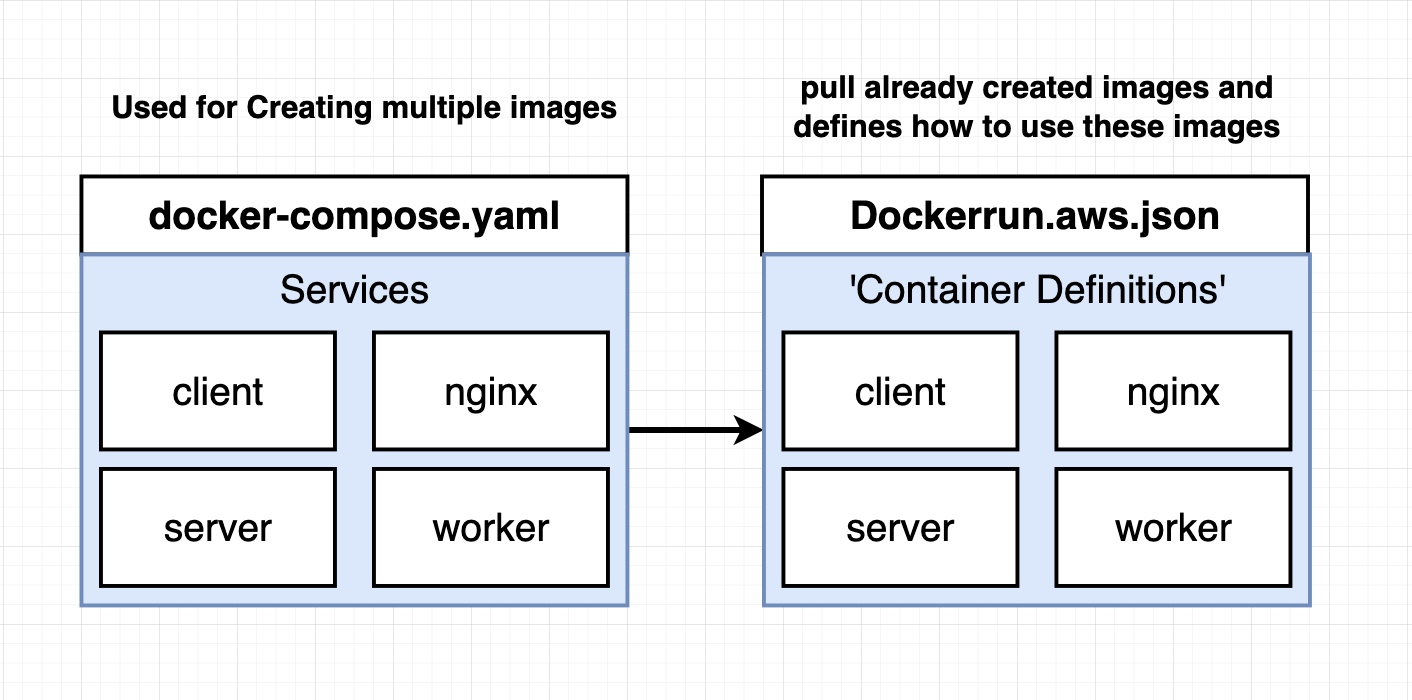 Used for Creating multiple images
pull already created images and
defines how to use these images
docker-compose.yaml
Dockerrun.aws.json
Services
'Container Definitions'
client
nginx
client
nginx
server
worker
server
worker